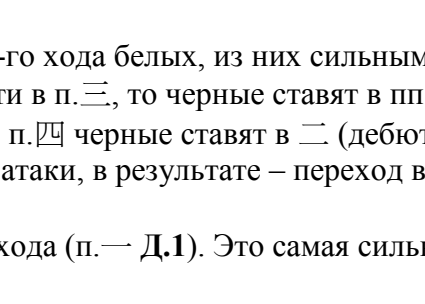 -го хода белых, из них сильным
ти в п.三, то черные ставят в пп
п.四 черные ставят в 二 (дебют
атаки, в результате – переход в
хода (п.一 Д.1). Это самая силь